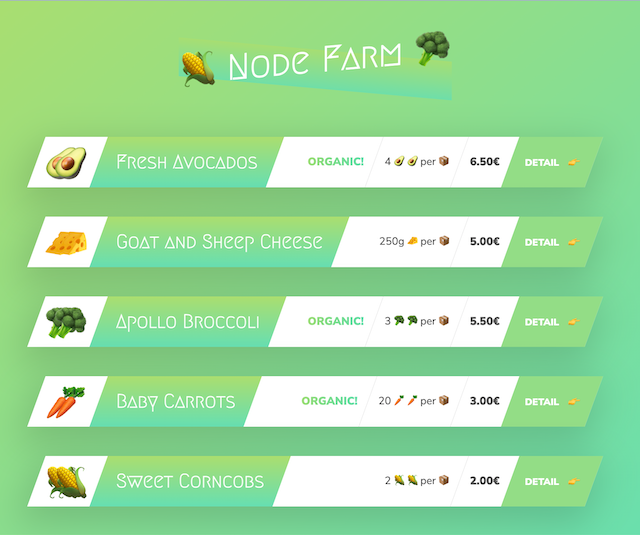 🌽 Node Farm 🥦
🥑 Fresh Avocados ORGANIC! 4 🥑🥑 per 📦 6.50€ DETAIL 👉
🧀 Goat and Sheep Cheese 250g 🧀 per 📦 5.00€ DETAIL 👉
🥦 Apollo Broccoli ORGANIC! 3 🥦🥦 per 📦 5.50€ DETAIL 👉
🥕 Baby Carrots ORGANIC! 20 🥕🥕 per 📦 3.00€ DETAIL 👉
🌽 Sweet Corncobs 2 🌽🌽 per 📦 2.00€ DETAIL 👉